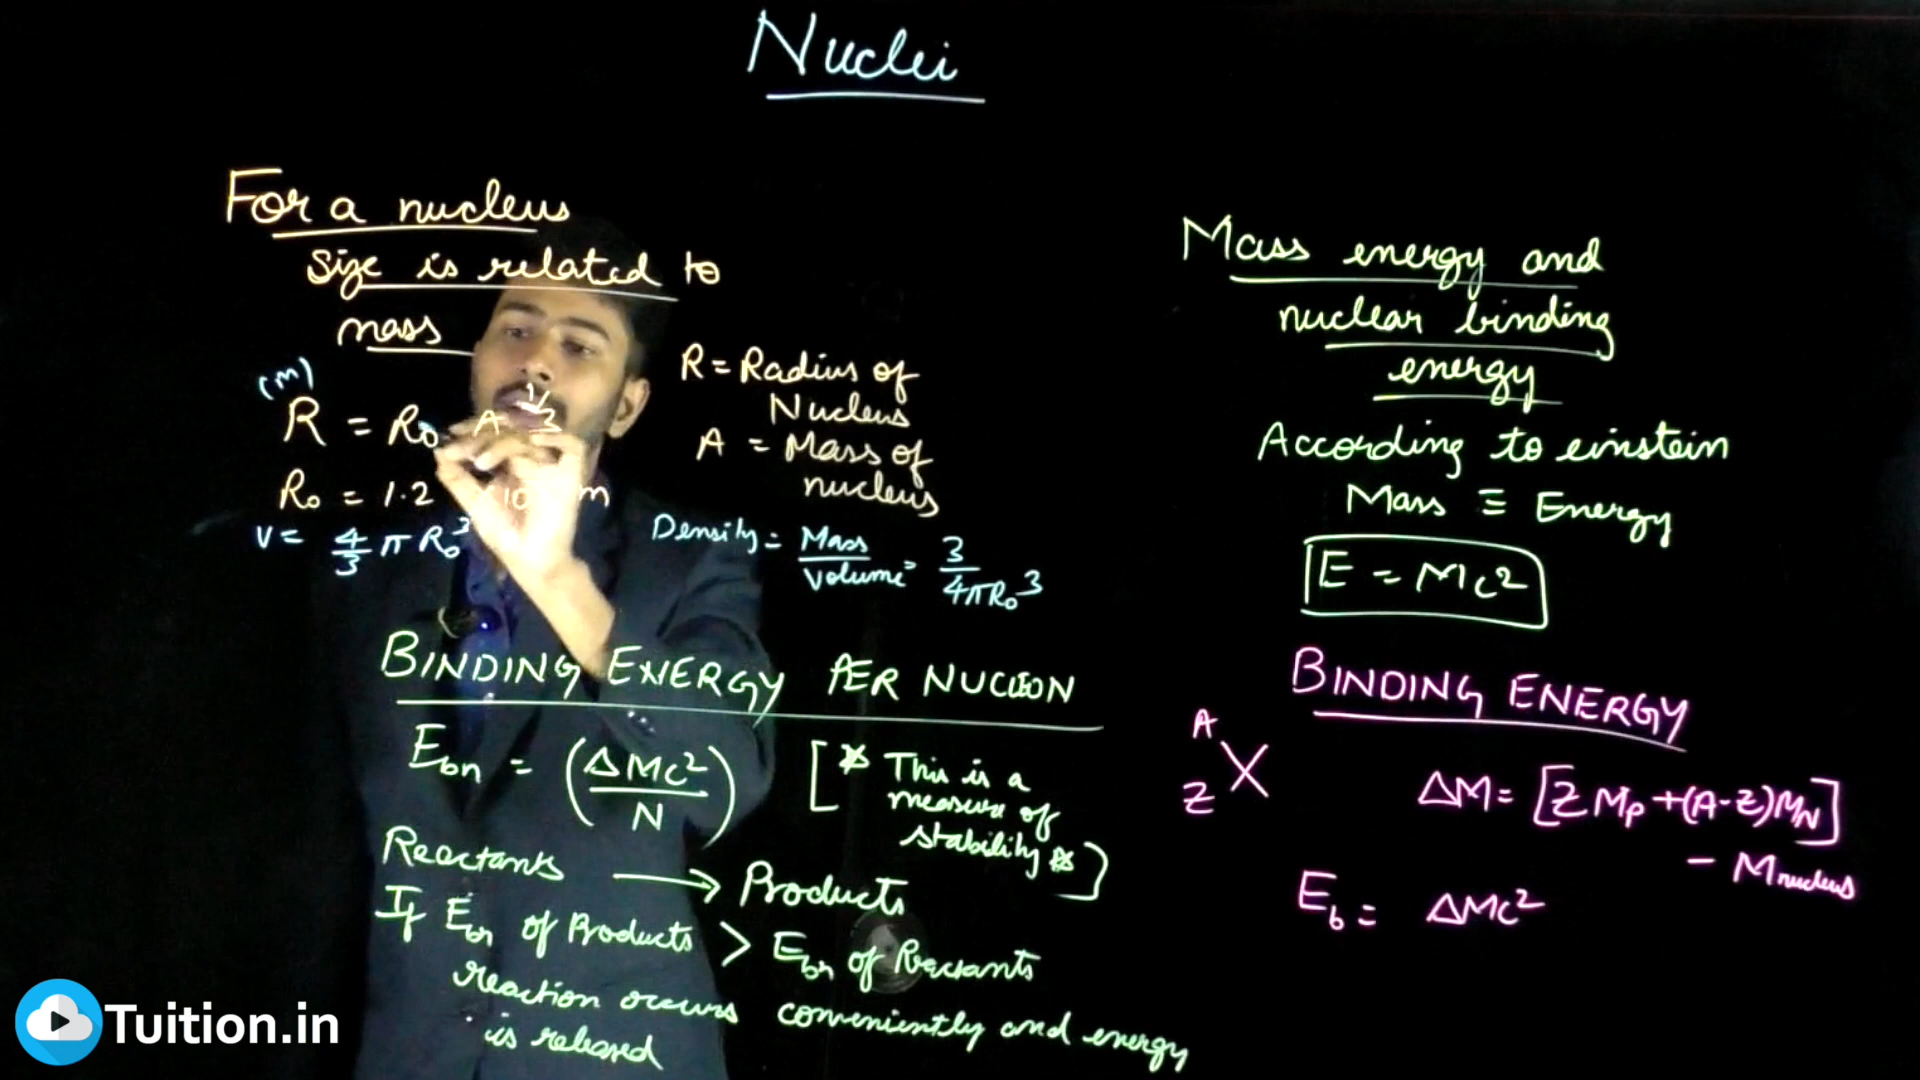 Nuclei
For a nucleus
size is related to
mass
(m)
R = R₀ A^1/3
R = Radius of
Nucleus
A = Mass of
nucleus
R₀ = 1.2 ×10 m
V = 4/3 π R₀³
Density = Mass/Volume = 3/4πR₀³
BINDING ENERGY PER NUCLEON
Ebn = (ΔMc²/N)
[* This is a
measure of
stability *]
Reactants → Products
If Ebn of Products > Ebn of Reactants
reaction occurs conveniently and energy
is released
Mass energy and
nuclear binding
energy
According to einstein
Mass ≡ Energy
E = Mc²
BINDING ENERGY
A
X
Z
ΔM = [ZMp + (A-Z)MN]
- Mnucleus
Eb = ΔMc²
Tuition.in